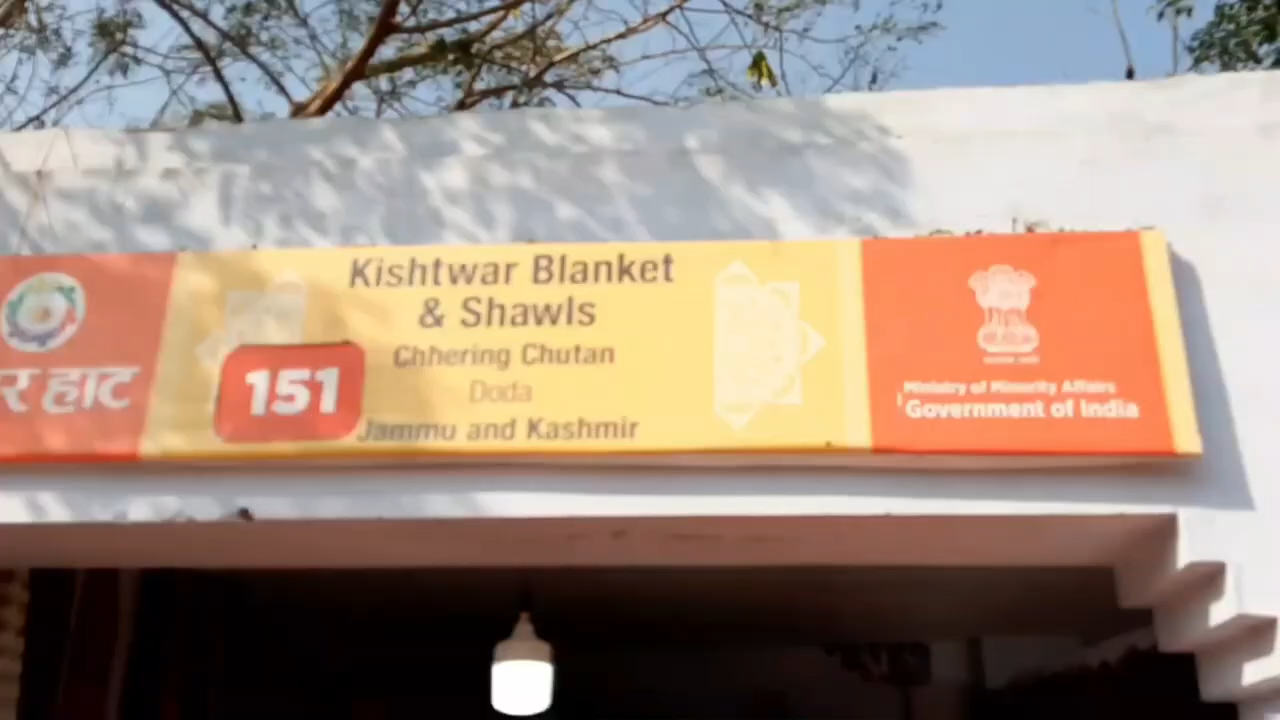 र हाट
151
Kishtwar Blanket
& Shawls
Chhering Chutan
Doda
Jammu and Kashmir
Ministry of Minority Affairs
Government of India